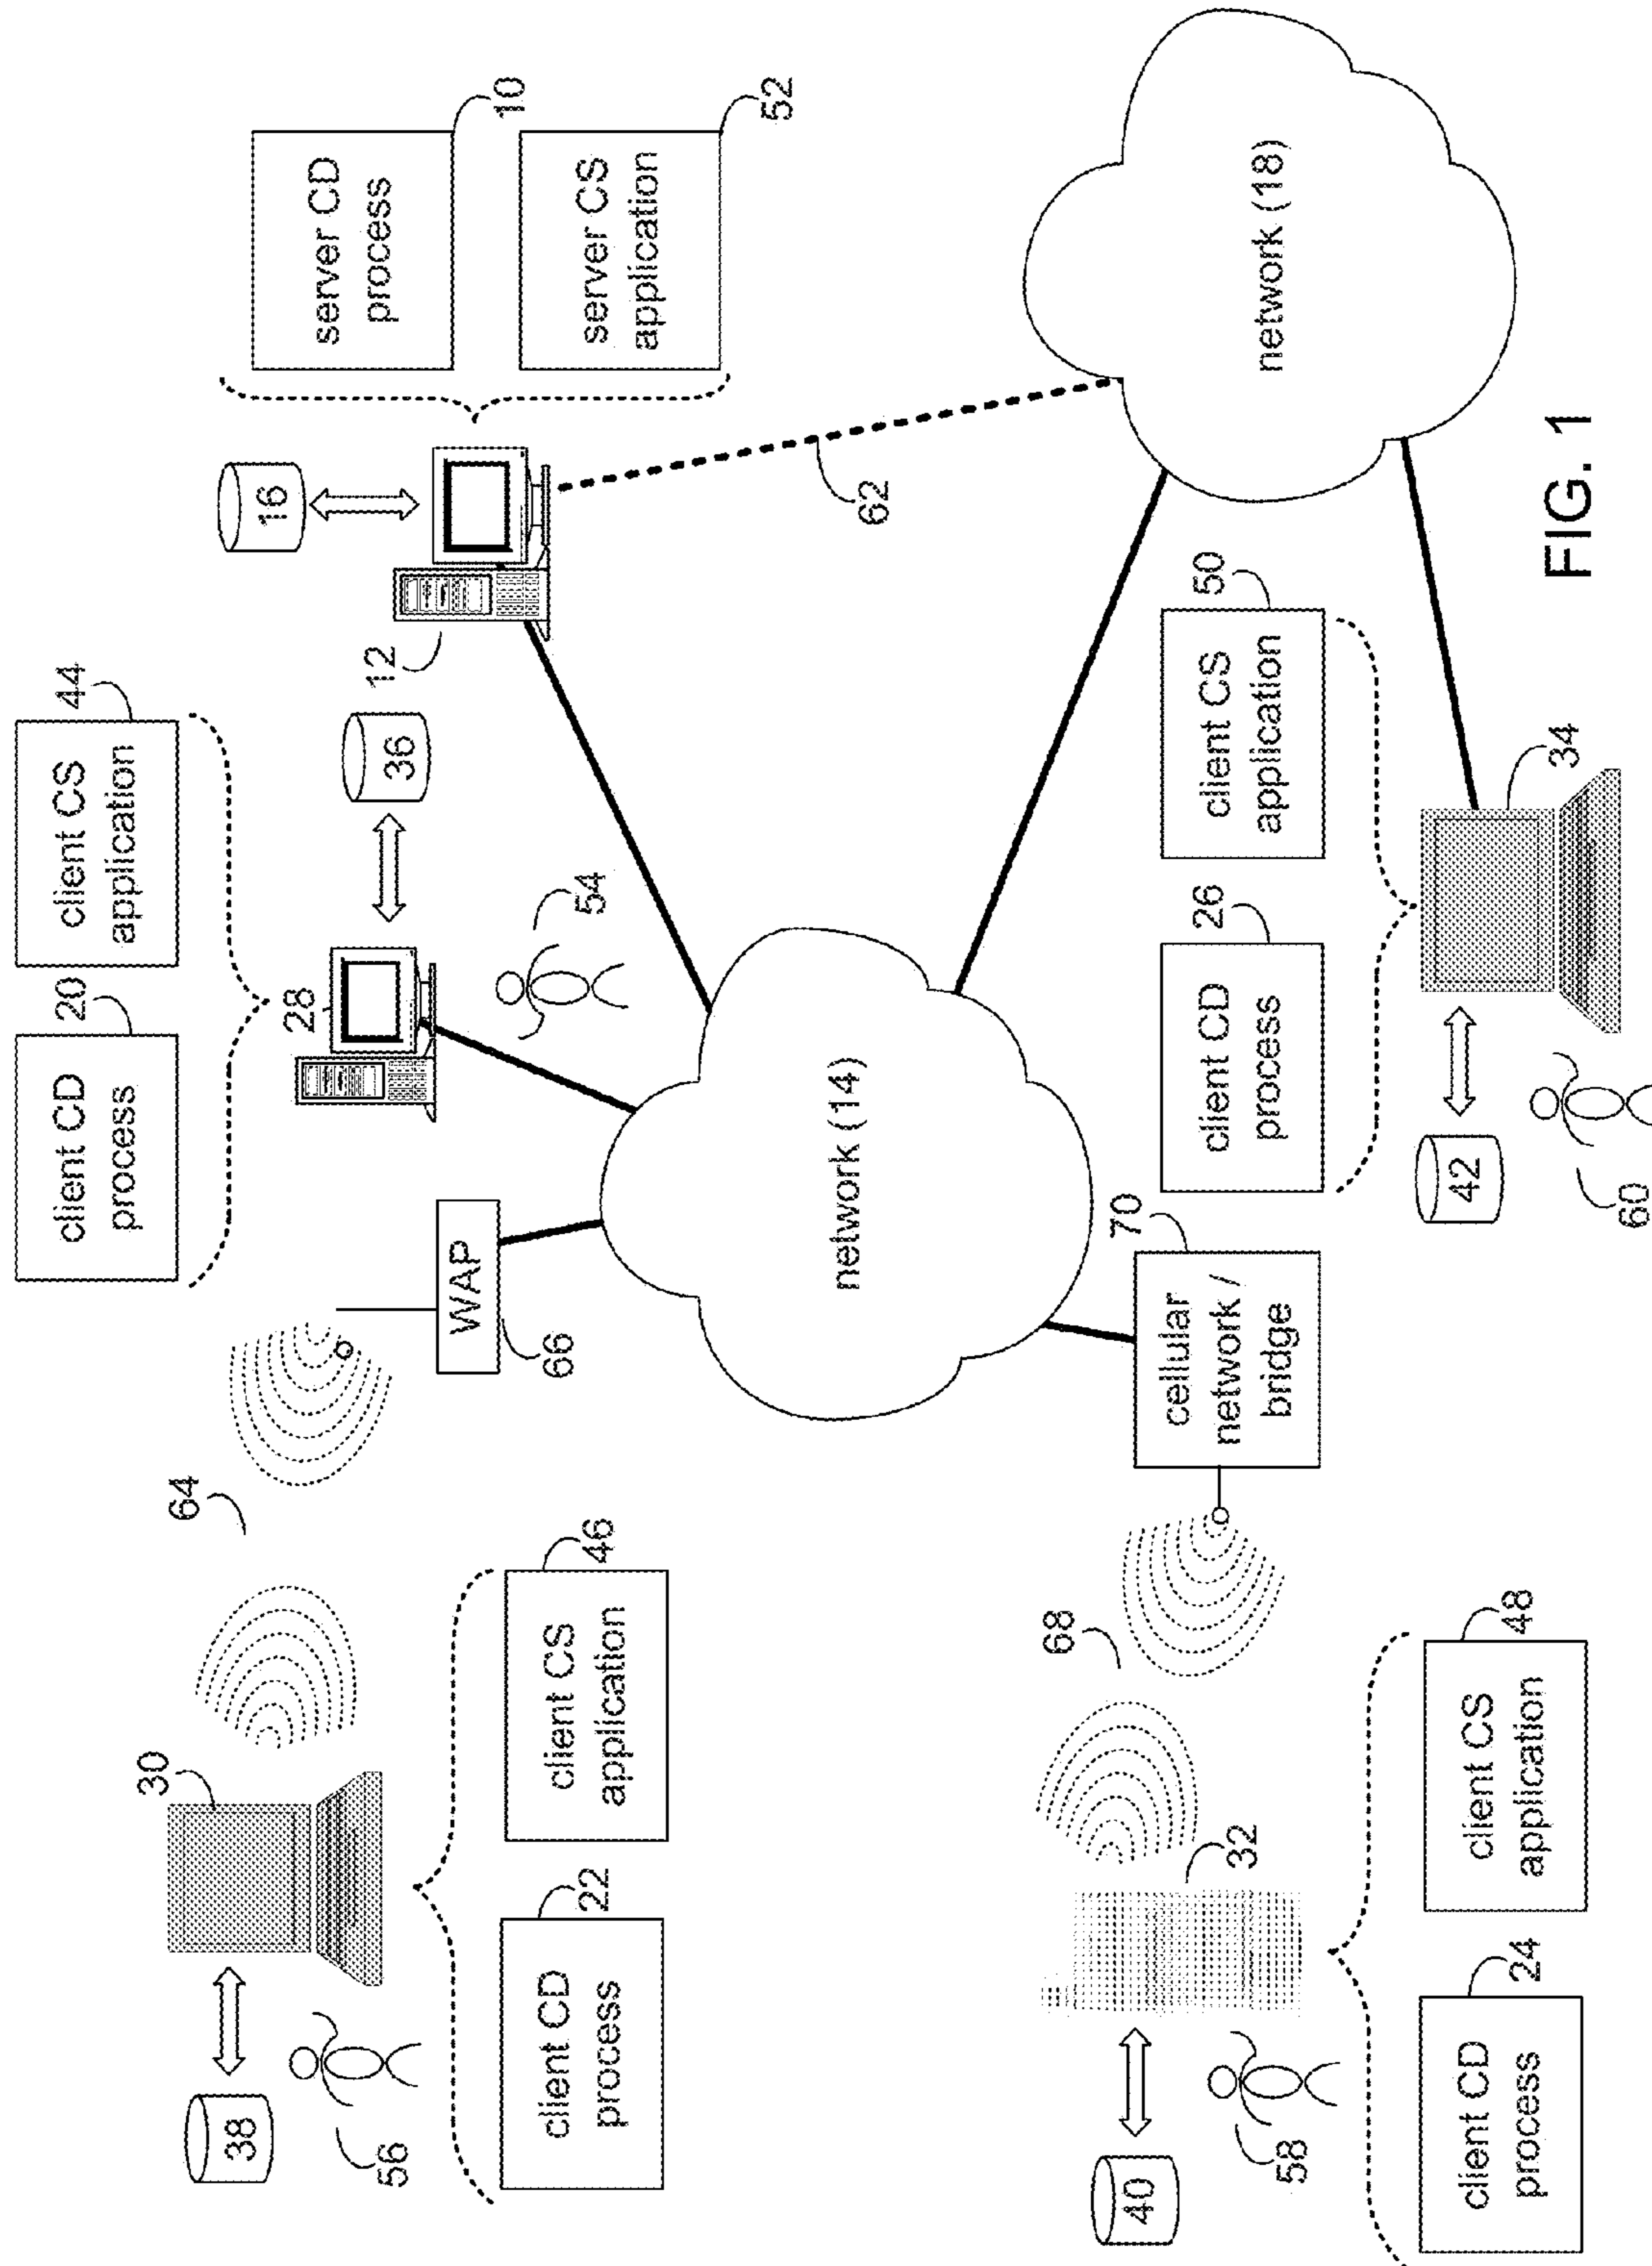 38
30
56
client CD
process
22
client CS
application
46
64
client CD
process
20
client CS
application
44
28
36
54
WAP
66
16
12
server CD
process
10
server CS
application
52
62
network (14)
network (18)
40
32
58
68
client CD
process
24
client CS
application
48
cellular
network /
bridge
70
client CD
process
26
client CS
application
50
42
34
60
FIG. 1